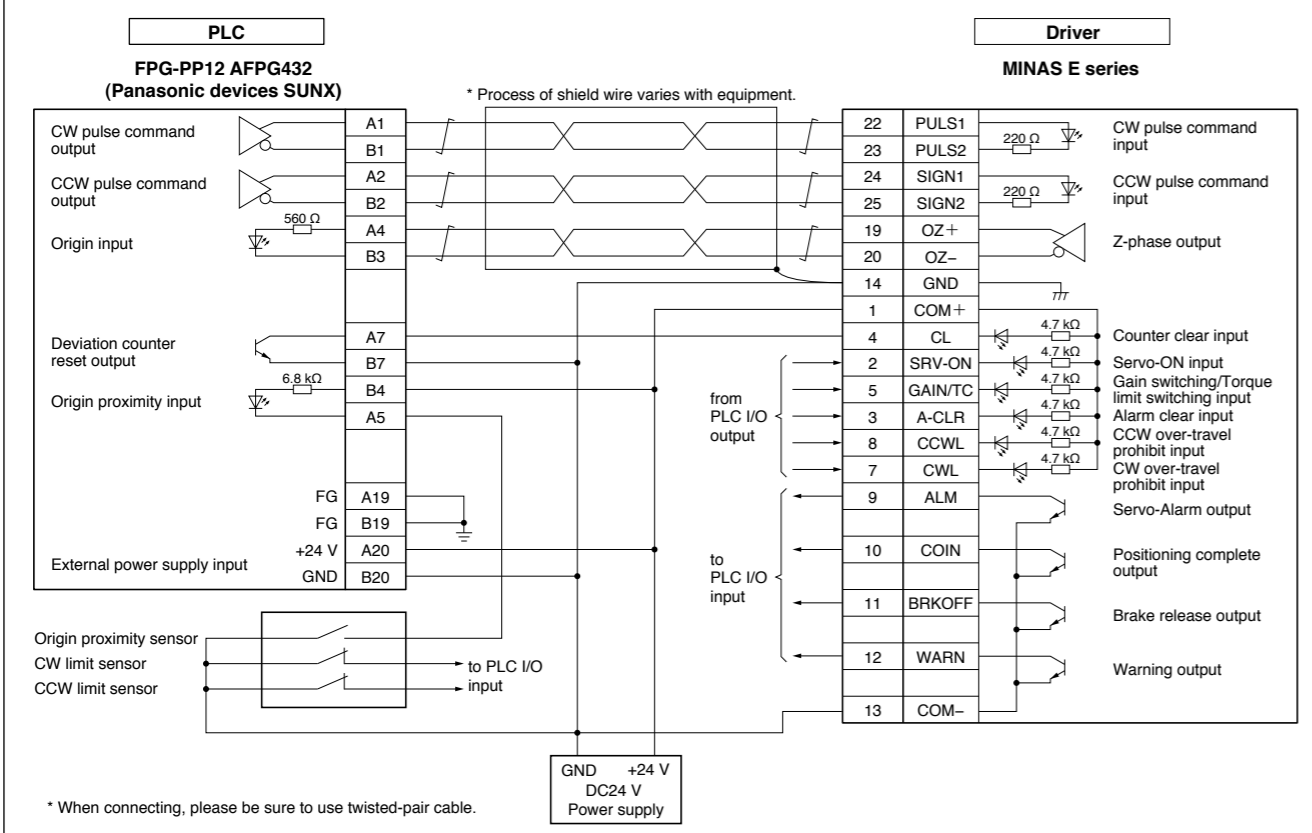 PLC
Driver
FPG-PP12 AFPG432
(Panasonic devices SUNX)
MINAS E series
* Process of shield wire varies with equipment.
CW pulse command
output
A1
B1
22 PULS1
23 PULS2
220 Ω
CW pulse command
input
CCW pulse command
output
A2
B2
24 SIGN1
25 SIGN2
220 Ω
CCW pulse command
input
560 Ω
Origin input
A4
B3
19 OZ+
20 OZ−
Z-phase output
14 GND
1 COM+
Deviation counter
reset output
A7
B7
4 CL
4.7 kΩ
Counter clear input
2 SRV-ON
4.7 kΩ
Servo-ON input
6.8 kΩ
Origin proximity input
B4
A5
from
PLC I/O
output
5 GAIN/TC
4.7 kΩ
Gain switching/Torque
limit switching input
3 A-CLR
4.7 kΩ
Alarm clear input
8 CCWL
4.7 kΩ
CCW over-travel
prohibit input
7 CWL
4.7 kΩ
CW over-travel
prohibit input
FG A19
FG B19
9 ALM
Servo-Alarm output
External power supply input
+24 V A20
GND B20
to
PLC I/O
input
10 COIN
Positioning complete
output
11 BRKOFF
Brake release output
Origin proximity sensor
CW limit sensor
CCW limit sensor
to PLC I/O
input
12 WARN
Warning output
13 COM−
GND +24 V
DC24 V
Power supply
* When connecting, please be sure to use twisted-pair cable.